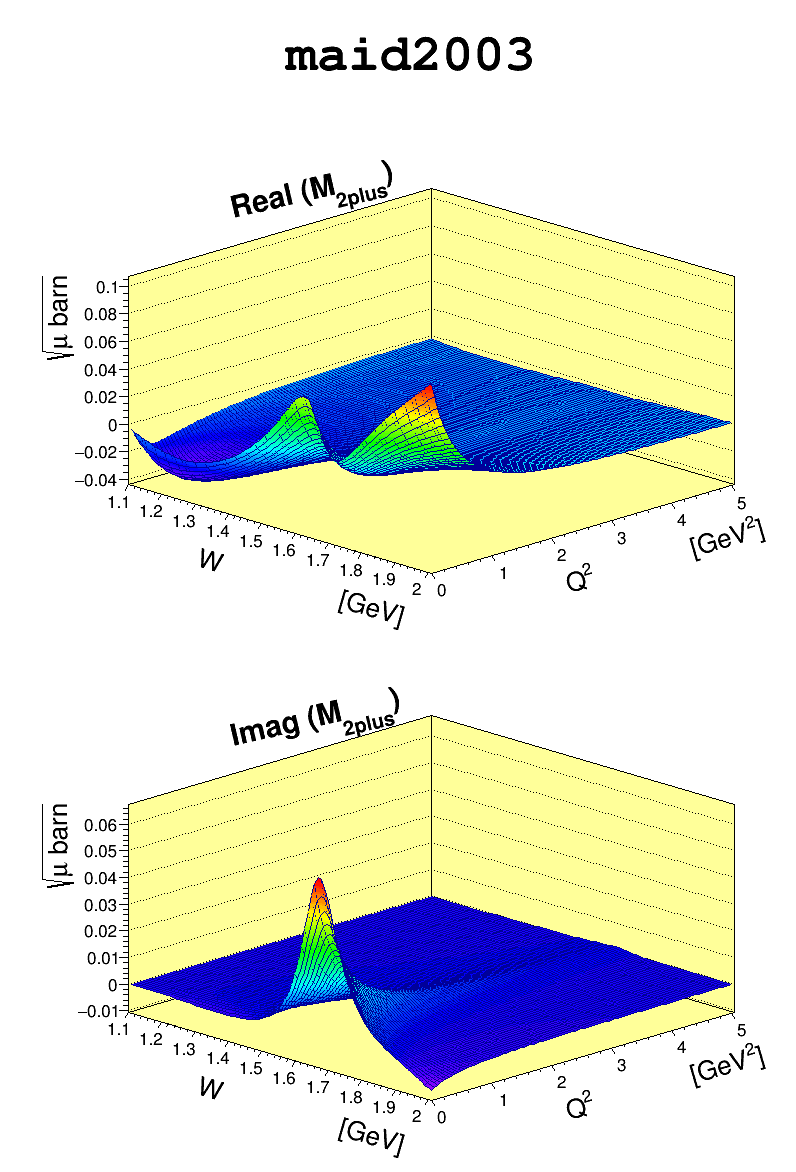 maid2003
Real (M2plus)
√μ barn
0.1
0.08
0.06
0.04
0.02
0
−0.02
−0.04
1.1 1.2 1.3 1.4 1.5 1.6 1.7 1.8 1.9 2
W
[GeV]
0 1 2 3 4 5
Q2
[GeV2]
Imag (M2plus)
√μ barn
0.06
0.05
0.04
0.03
0.02
0.01
0
−0.01
1.1 1.2 1.3 1.4 1.5 1.6 1.7 1.8 1.9 2
W
[GeV]
0 1 2 3 4 5
Q2
[GeV2]